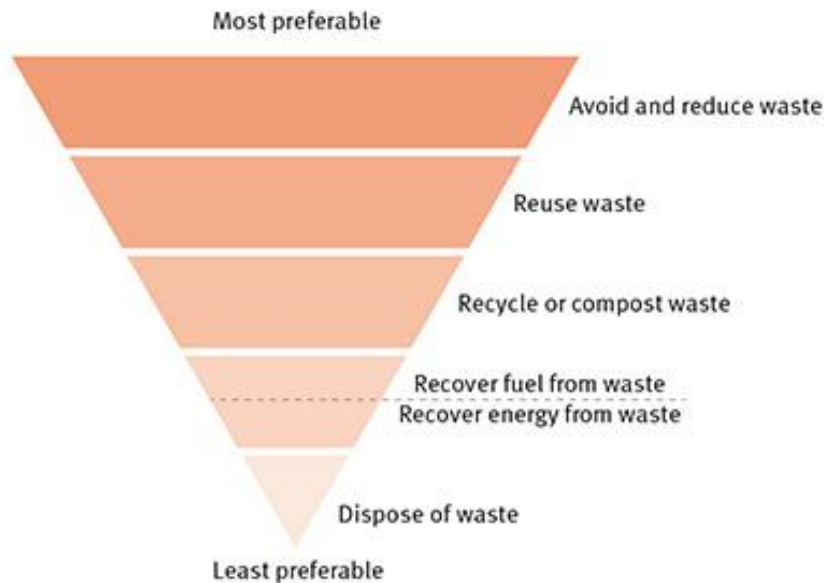 Most preferable
Avoid and reduce waste
Reuse waste
Recycle or compost waste
Recover fuel from waste
Recover energy from waste
Dispose of waste
Least preferable